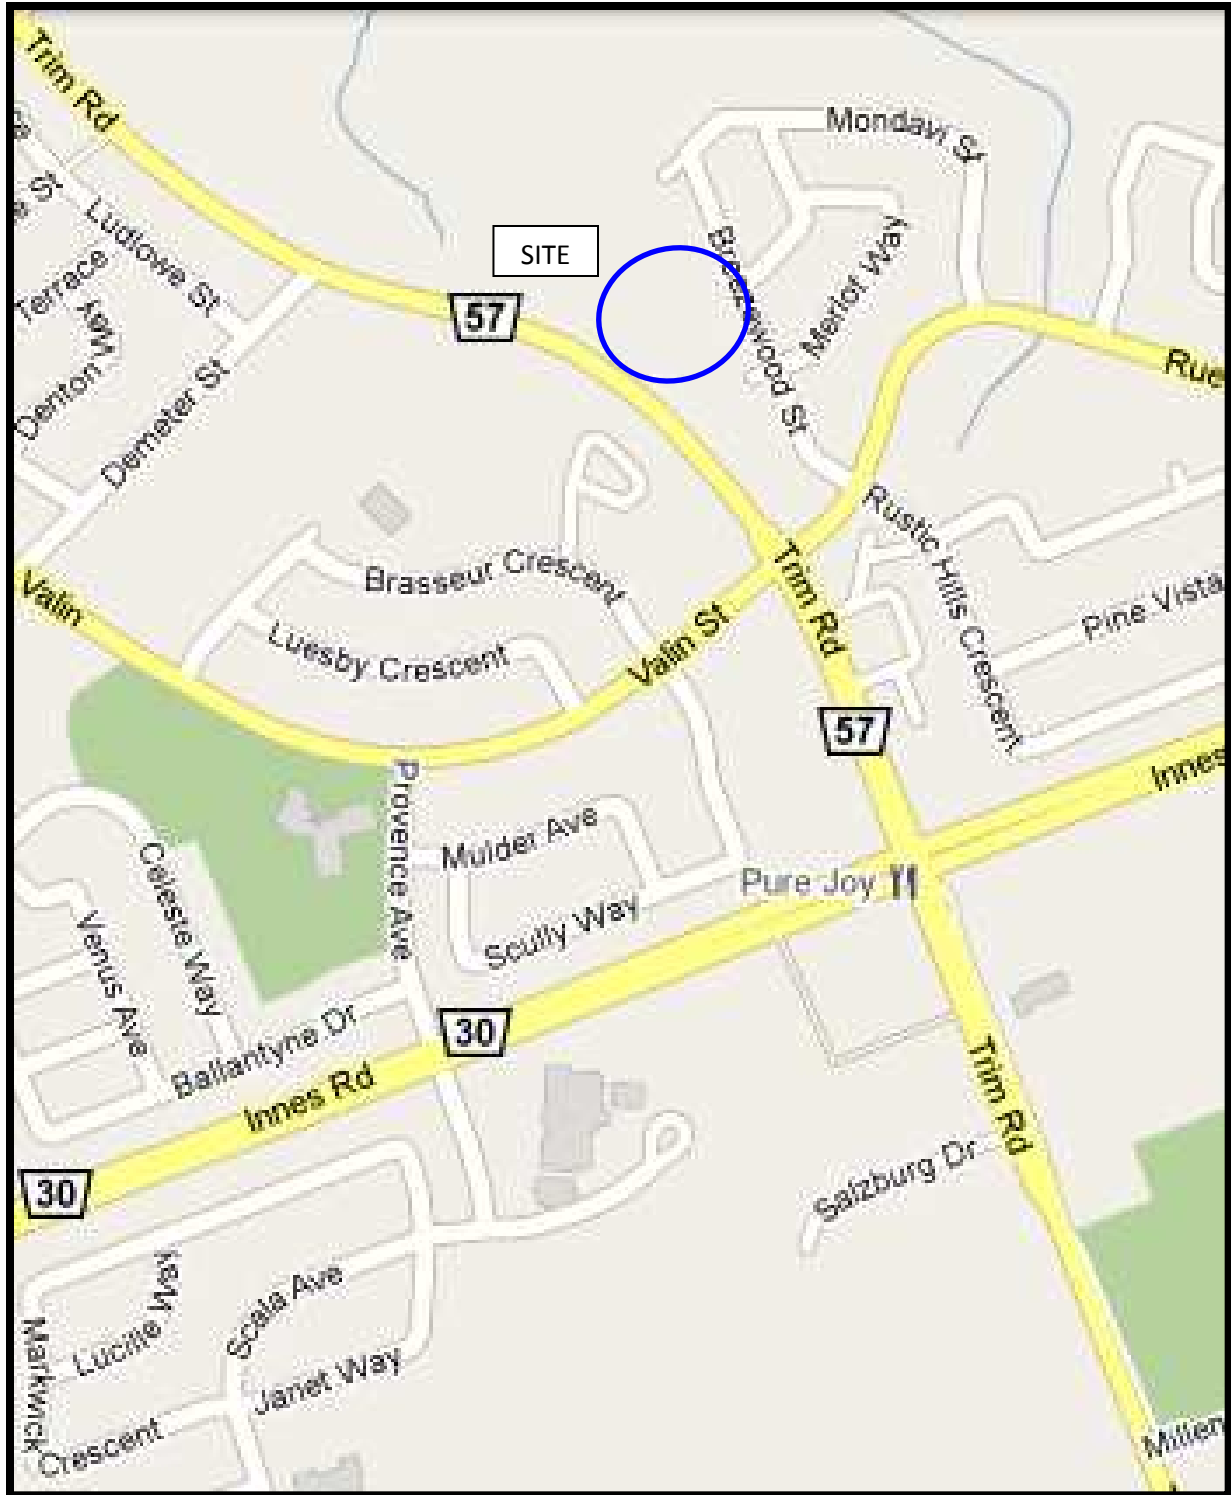 Trim Rd
Mondavi St
Ludlowe St
SITE
Merlot Way
Terrace
57
Denton Way
Rue
Demeter St
Rustic Hills Crescent
Brasseur Crescent
Trim Rd
Valin
Pine Vista
Luesby Crescent
Valin St
57
Innes
Provence Ave
Mulder Ave
Celeste Way
Pure Joy
Scully Way
Venus Ave
30
Ballantyne Dr
Innes Rd
Trim Rd
Salzburg Dr
30
Scala Ave
Lucille Way
Markwick
Crescent
Janet Way
Millen